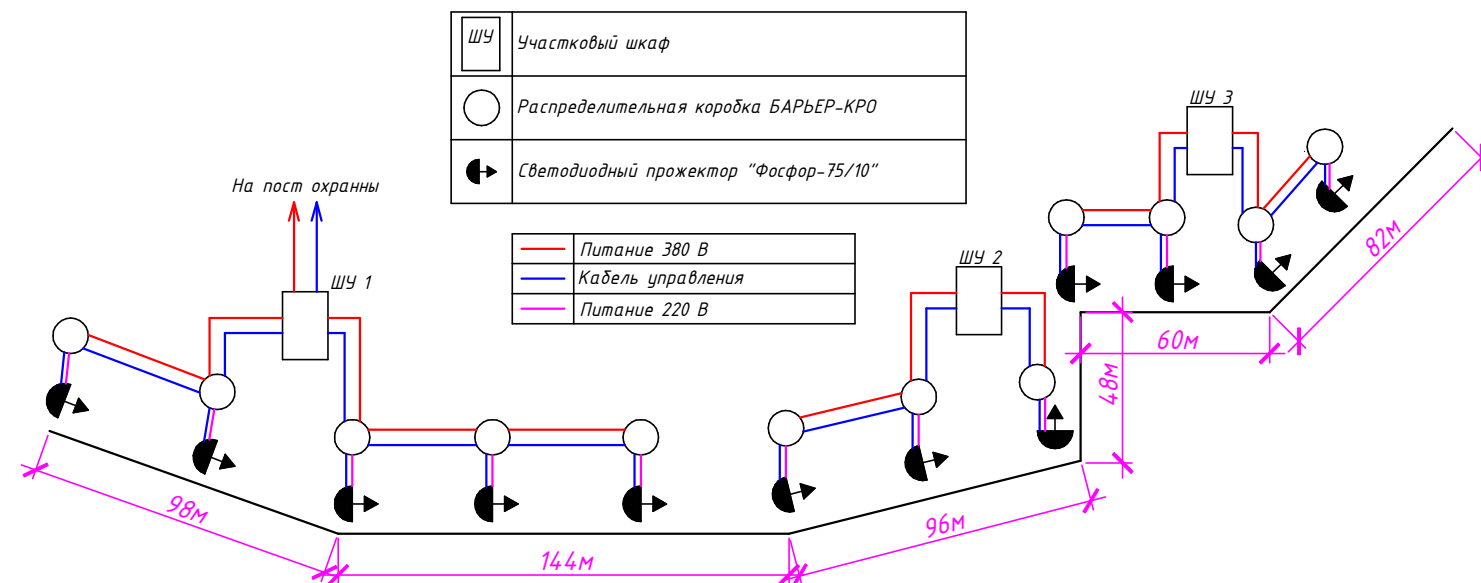 ШУ
Участковый шкаф
Распределительная коробка БАРЬЕР-КРО
Светодиодный прожектор "Фосфор-75/10"
Питание 380 В
Кабель управления
Питание 220 В
На пост охранны
ШУ 1
ШУ 2
ШУ 3
98м
144м
96м
48м
60м
82м